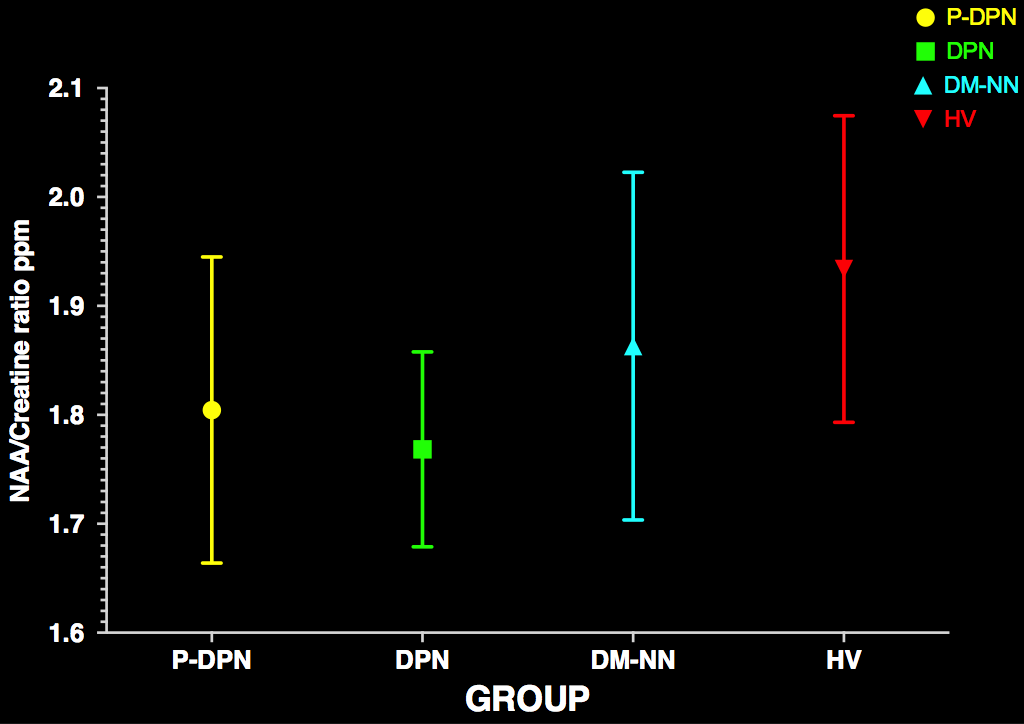 P-DPN
DPN
DM-NN
HV
2.1
2.0
1.9
1.8
1.7
1.6
NAA/Creatine ratio ppm
P-DPN DPN DM-NN HV
GROUP